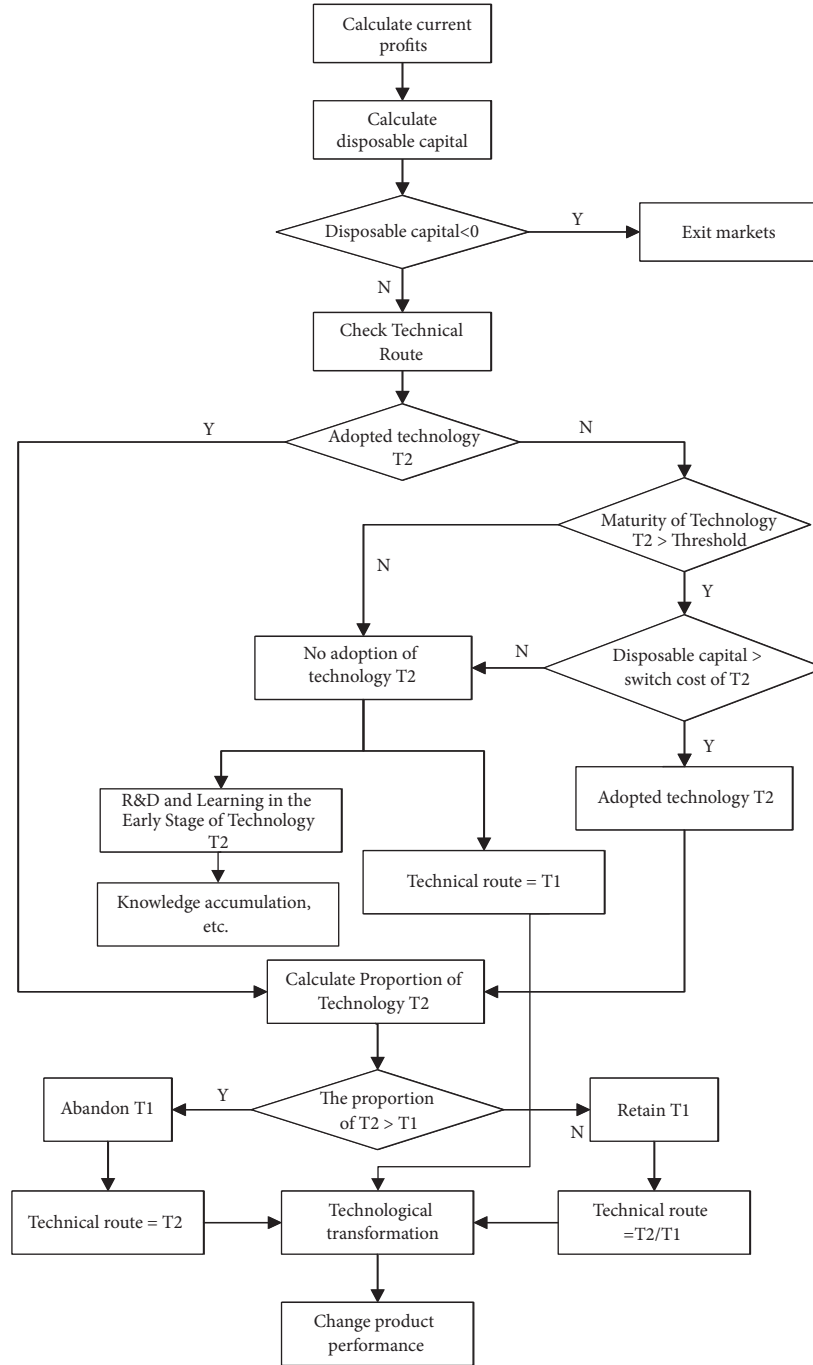 Calculate current
profits
Calculate
disposable capital
Disposable capital<0
Y
Exit markets
N
Check Technical
Route
Y
Adopted technology
T2
N
Maturity of Technology
T2 > Threshold
N
Y
No adoption of
technology T2
N
Disposable capital >
switch cost of T2
Y
R&D and Learning in the
Early Stage of Technology
T2
Adopted technology T2
Technical route = T1
Knowledge accumulation,
etc.
Calculate Proportion of
Technology T2
Abandon T1
Y
The proportion
of T2 > T1
N
Retain T1
Technical route = T2
Technological
transformation
Technical route
=T2/T1
Change product
performance